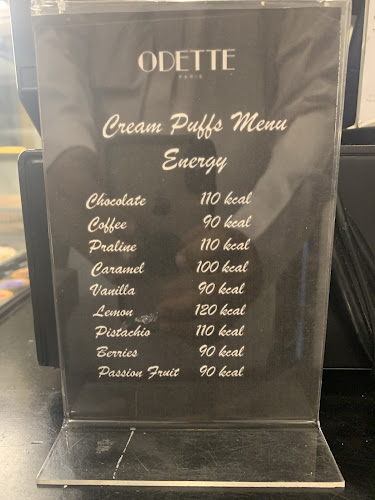 ODETTE
PARIS
Cream Puffs Menu
Energy
Chocolate 110 kcal
Coffee 90 kcal
Praline 110 kcal
Caramel 100 kcal
Vanilla 90 kcal
Lemon 120 kcal
Pistachio 110 kcal
Berries 90 kcal
Passion Fruit 90 kcal